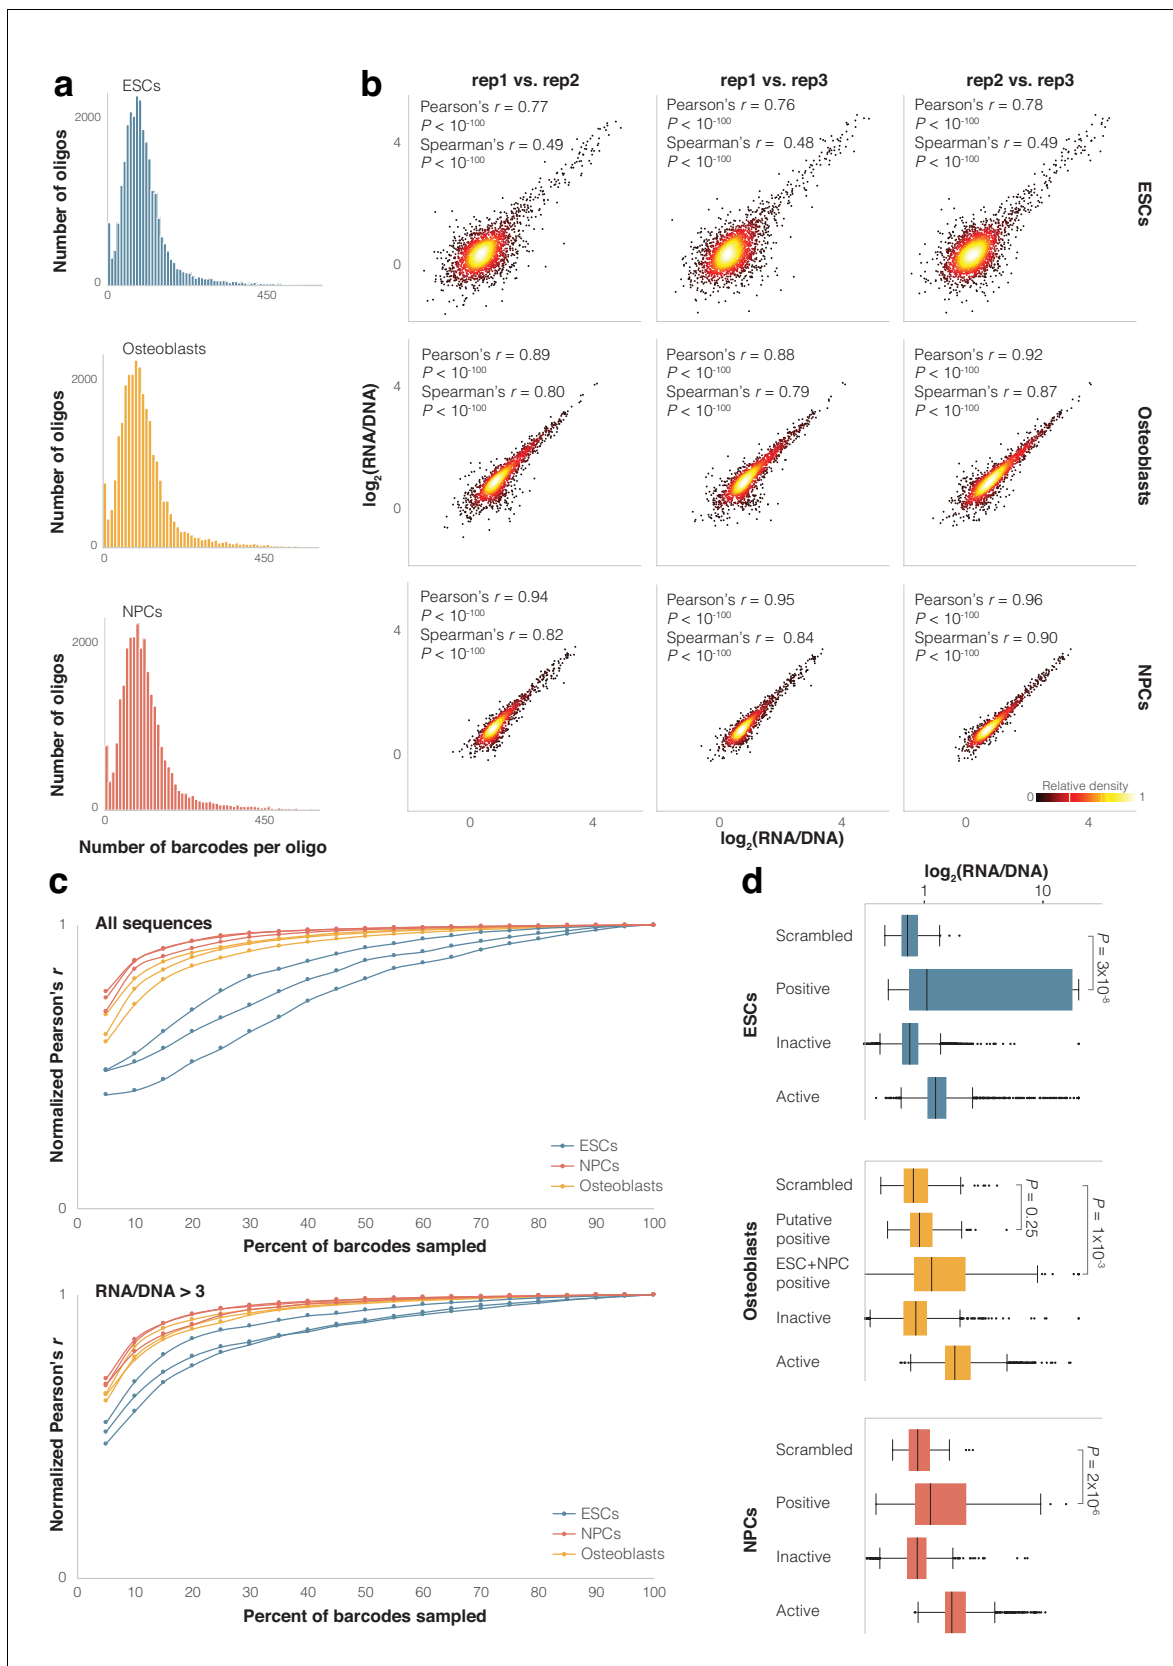 a
ESCs
2000
0
0
450
Number of oligos
Osteoblasts
2000
0
0
450
Number of oligos
NPCs
2000
0
0
450
Number of oligos
Number of barcodes per oligo
b
rep1 vs. rep2
rep1 vs. rep3
rep2 vs. rep3
Pearson's r = 0.77
P < 10-100
Spearman's r = 0.49
P < 10-100
Pearson's r = 0.76
P < 10-100
Spearman's r = 0.48
P < 10-100
Pearson's r = 0.78
P < 10-100
Spearman's r = 0.49
P < 10-100
4
0
ESCs
Pearson's r = 0.89
P < 10-100
Spearman's r = 0.80
P < 10-100
Pearson's r = 0.88
P < 10-100
Spearman's r = 0.79
P < 10-100
Pearson's r = 0.92
P < 10-100
Spearman's r = 0.87
P < 10-100
log2(RNA/DNA)
4
0
Osteoblasts
Pearson's r = 0.94
P < 10-100
Spearman's r = 0.82
P < 10-100
Pearson's r = 0.95
P < 10-100
Spearman's r = 0.84
P < 10-100
Pearson's r = 0.96
P < 10-100
Spearman's r = 0.90
P < 10-100
4
0
NPCs
Relative density
0 1
0 4 0 4 0 4
log2(RNA/DNA)
c
All sequences
1
0
Normalized Pearson's r
ESCs
NPCs
Osteoblasts
0 10 20 30 40 50 60 70 80 90 100
Percent of barcodes sampled
RNA/DNA > 3
1
0
Normalized Pearson's r
ESCs
NPCs
Osteoblasts
0 10 20 30 40 50 60 70 80 90 100
Percent of barcodes sampled
d
log2(RNA/DNA)
1 10
ESCs
Scrambled
Positive
Inactive
Active
P = 3x10-8
Osteoblasts
Scrambled
Putative
positive
ESC+NPC
positive
Inactive
Active
P = 0.25
P = 1x10-3
NPCs
Scrambled
Positive
Inactive
Active
P = 2x10-6